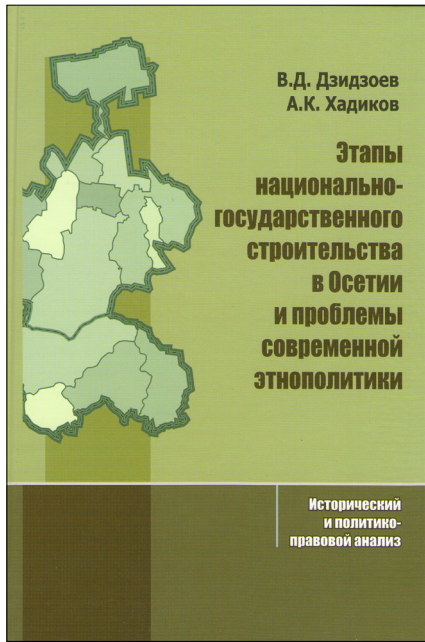 В.Д. Дзидзоев
А.К. Хадиков
Этапы
национально-
государственного
строительства
в Осетии
и проблемы
современной
этнополитики
Исторический
и политико-
правовой анализ